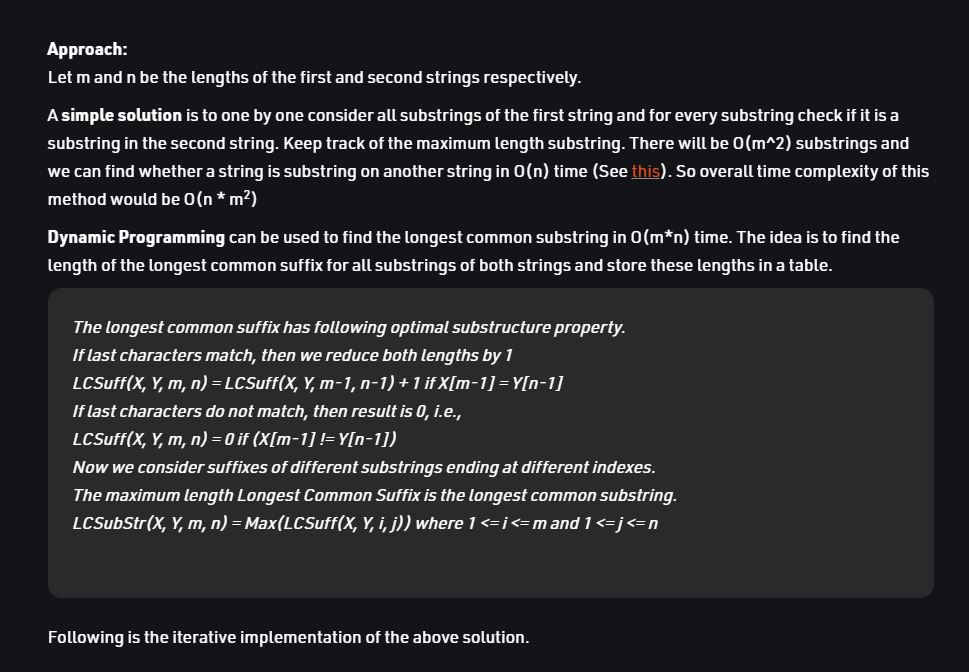 Approach:
Let m and n be the lengths of the first and second strings respectively.
A simple solution is to one by one consider all substrings of the first string and for every substring check if it is a
substring in the second string. Keep track of the maximum length substring. There will be O(m^2) substrings and
we can find whether a string is substring on another string in O(n) time (See this). So overall time complexity of this
method would be O(n * m²)
Dynamic Programming can be used to find the longest common substring in O(m*n) time. The idea is to find the
length of the longest common suffix for all substrings of both strings and store these lengths in a table.
The longest common suffix has following optimal substructure property.
If last characters match, then we reduce both lengths by 1
LCSuff(X, Y, m, n) = LCSuff(X, Y, m-1, n-1) + 1 if X[m-1] = Y[n-1]
If last characters do not match, then result is 0, i.e.,
LCSuff(X, Y, m, n) = 0 if (X[m-1] != Y[n-1])
Now we consider suffixes of different substrings ending at different indexes.
The maximum length Longest Common Suffix is the longest common substring.
LCSubStr(X, Y, m, n) = Max(LCSuff(X, Y, i, j)) where 1 <= i <= m and 1 <= j <= n
Following is the iterative implementation of the above solution.